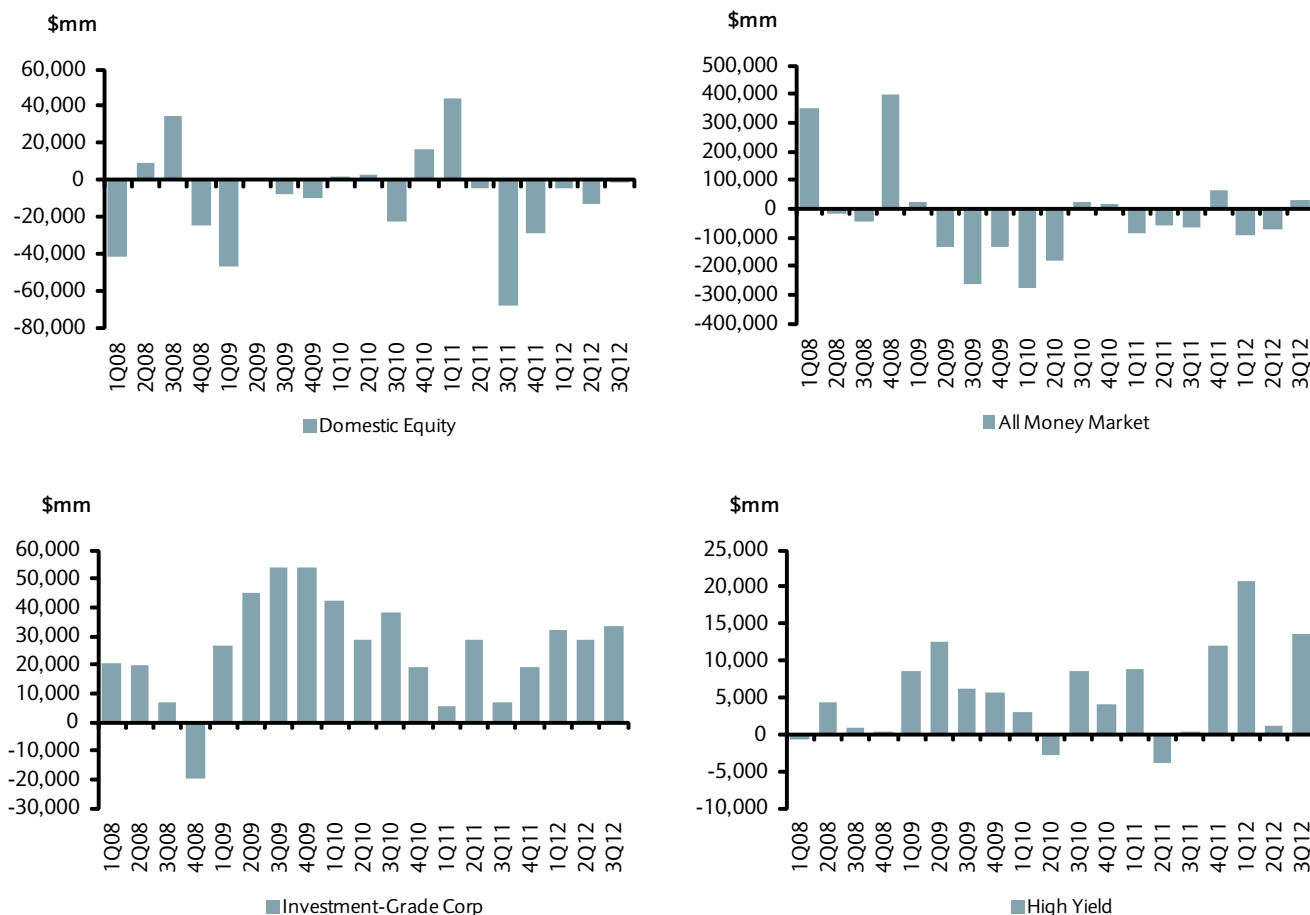 $mm
60,000
40,000
20,000
0
-20,000
-40,000
-60,000
-80,000
1Q08
2Q08
3Q08
4Q08
1Q09
2Q09
3Q09
4Q09
1Q10
2Q10
3Q10
4Q10
1Q11
2Q11
3Q11
4Q11
1Q12
2Q12
3Q12
Domestic Equity
$mm
500,000
400,000
300,000
200,000
100,000
0
-100,000
-200,000
-300,000
-400,000
1Q08
2Q08
3Q08
4Q08
1Q09
2Q09
3Q09
4Q09
1Q10
2Q10
3Q10
4Q10
1Q11
2Q11
3Q11
4Q11
1Q12
2Q12
3Q12
All Money Market
$mm
60,000
50,000
40,000
30,000
20,000
10,000
0
-10,000
-20,000
-30,000
1Q08
2Q08
3Q08
4Q08
1Q09
2Q09
3Q09
4Q09
1Q10
2Q10
3Q10
4Q10
1Q11
2Q11
3Q11
4Q11
1Q12
2Q12
3Q12
Investment-Grade Corp
$mm
25,000
20,000
15,000
10,000
5,000
0
-5,000
-10,000
1Q08
2Q08
3Q08
4Q08
1Q09
2Q09
3Q09
4Q09
1Q10
2Q10
3Q10
4Q10
1Q11
2Q11
3Q11
4Q11
1Q12
2Q12
3Q12
High Yield